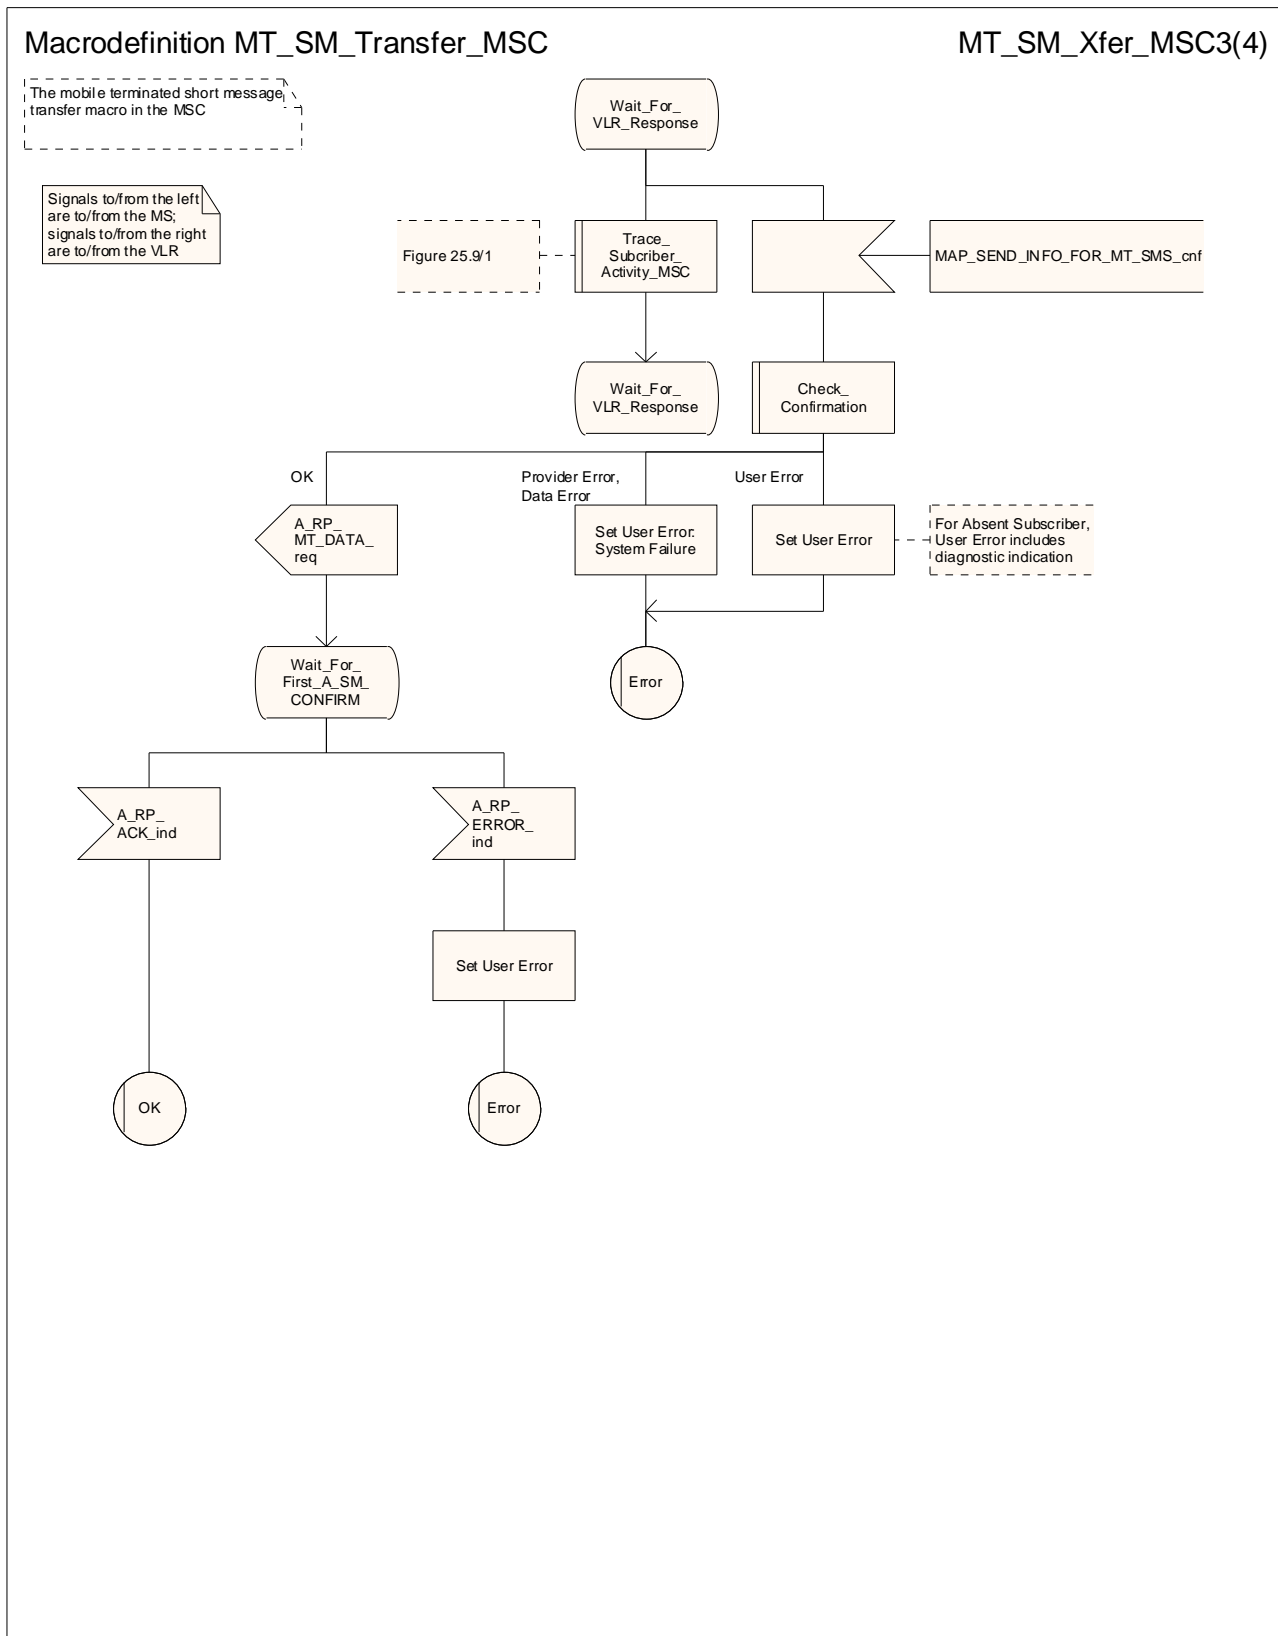 Macrodefinition MT_SM_Transfer_MSC
MT_SM_Xfer_MSC3(4)
The mobile terminated short message
transfer macro in the MSC
Signals to/from the left
are to/from the MS;
signals to/from the right
are to/from the VLR
Wait_For_
VLR_Response
Figure 25.9/1
Trace_
Subcriber_
Activity_MSC
MAP_SEND_INFO_FOR_MT_SMS_cnf
Wait_For_
VLR_Response
Check_
Confirmation
OK
Provider Error,
Data Error
User Error
A_RP_
MT_DATA_
req
Set User Error:
System Failure
Set User Error
For Absent Subscriber,
User Error includes
diagnostic indication
Wait_For_
First_A_SM_
CONFIRM
Error
A_RP_
ACK_ind
A_RP_
ERROR_
ind
Set User Error
OK
Error